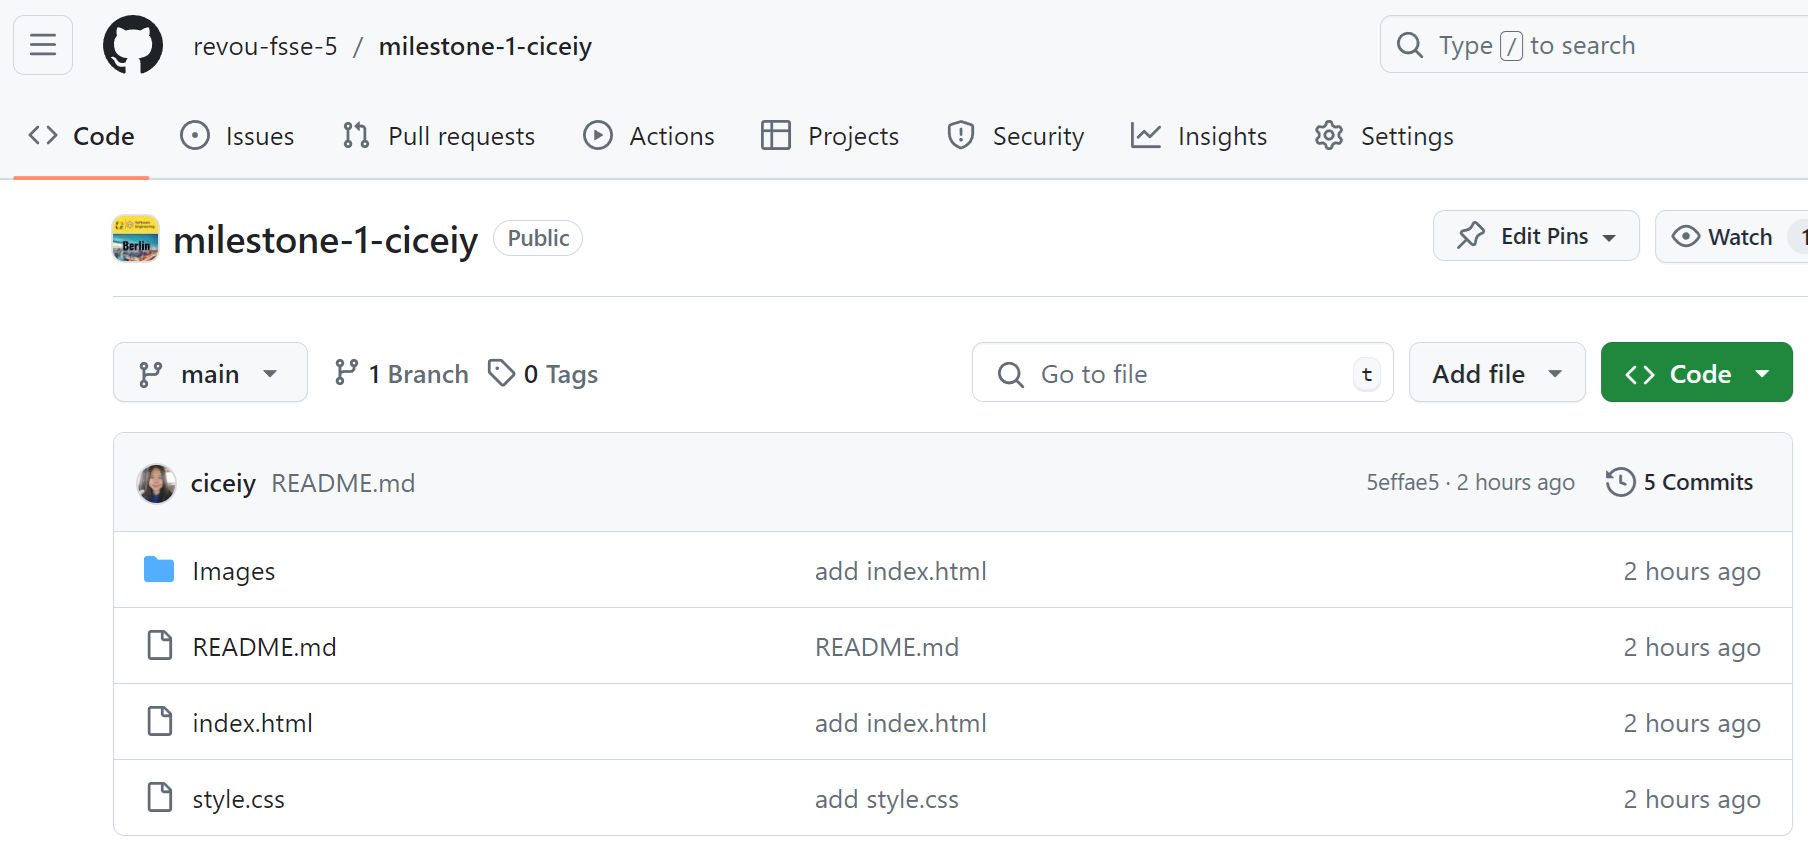 revou-fsse-5 / milestone-1-ciceiy
Type / to search
Code Issues Pull requests Actions Projects Security Insights Settings
Berlin
milestone-1-ciceiy Public
Edit Pins Watch 1
main 1 Branch 0 Tags
Go to file t Add file Code
ciceiy README.md 5effae5 · 2 hours ago 5 Commits
Images add index.html 2 hours ago
README.md README.md 2 hours ago
index.html add index.html 2 hours ago
style.css add style.css 2 hours ago